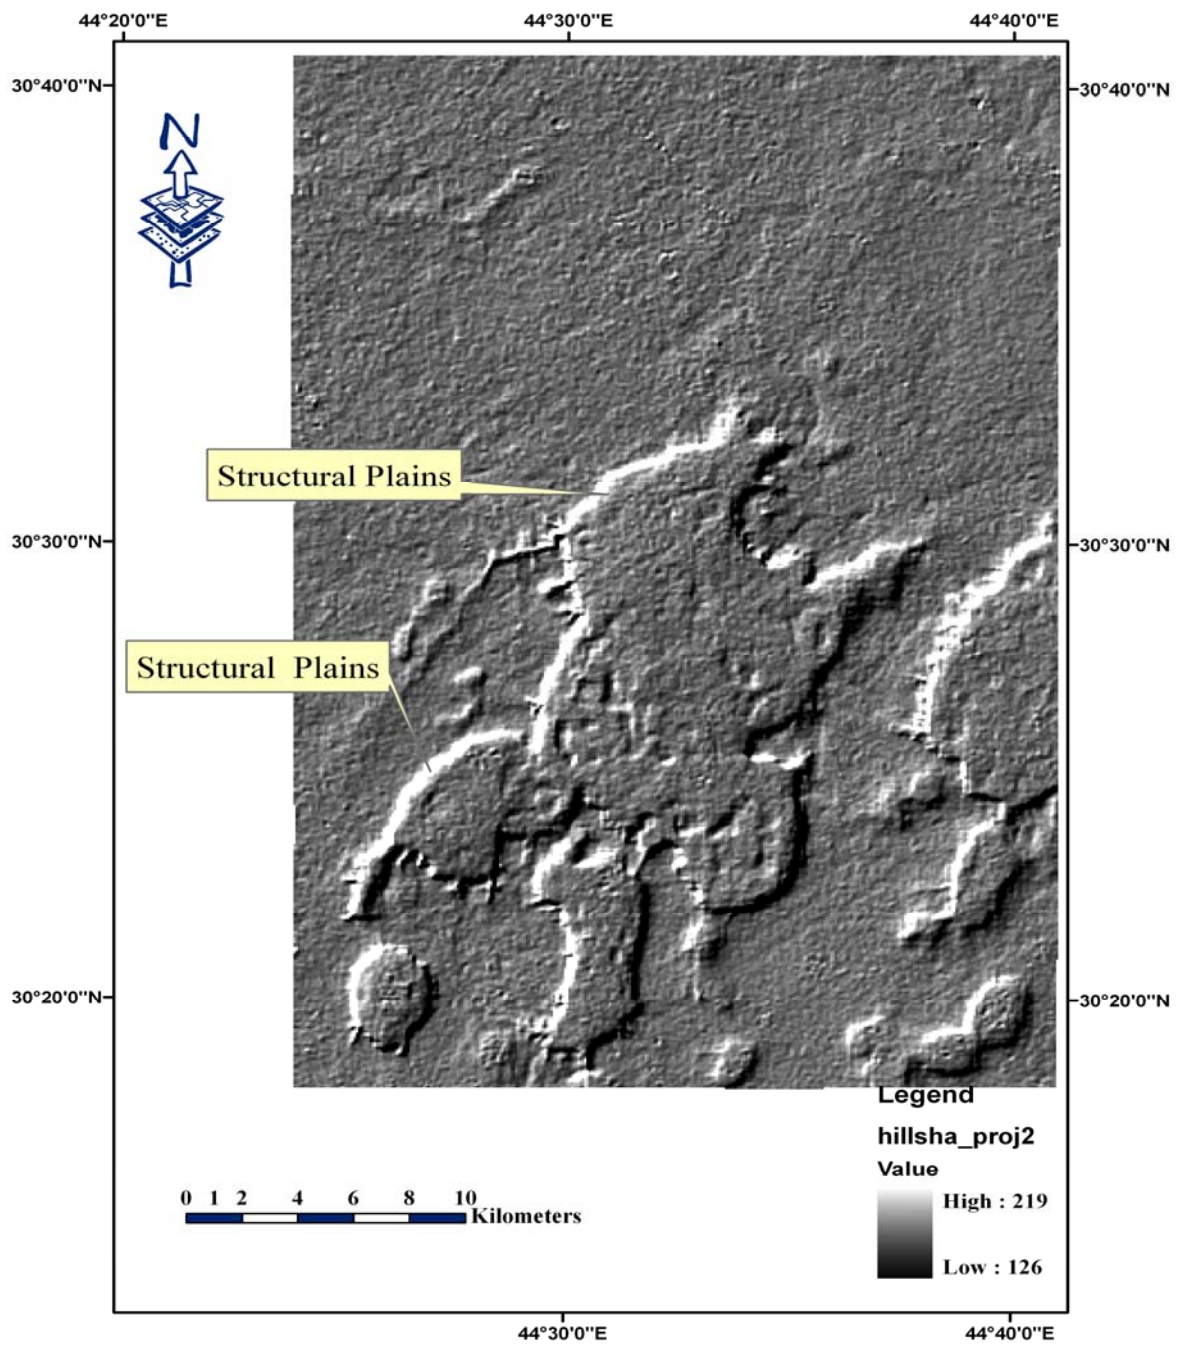 44°20'0"E 44°30'0"E 44°40'0"E
30°40'0"N 30°40'0"N
N
Structural Plains
30°30'0"N 30°30'0"N
Structural Plains
30°20'0"N 30°20'0"N
Legend
hillsha_proj2
Value
High : 219
Low : 126
0 1 2 4 6 8 10
Kilometers
44°30'0"E 44°40'0"E